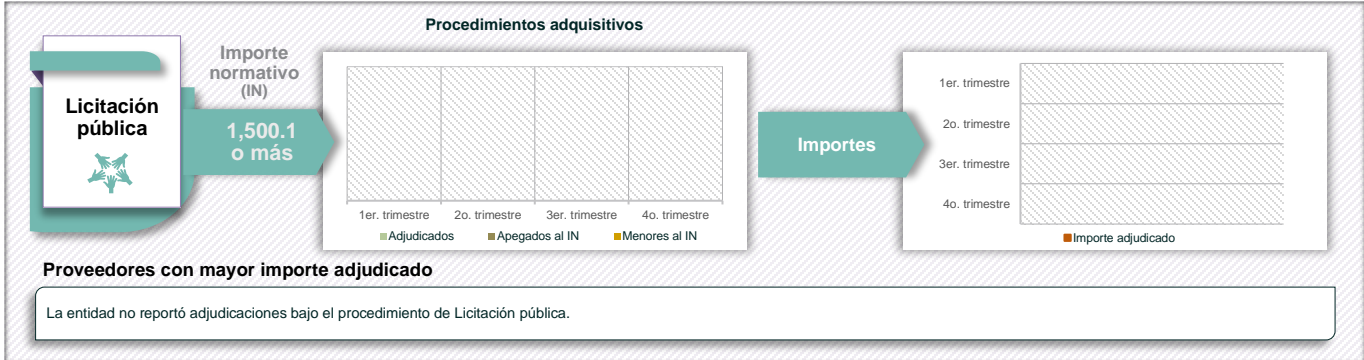 Procedimientos adquisitivos
Licitación
pública
Importe
normativo
(IN)
1,500.1
o más
1er. trimestre
2o. trimestre
3er. trimestre
4o. trimestre
Adjudicados
Apegados al IN
Menores al IN
Importes
1er. trimestre
2o. trimestre
3er. trimestre
4o. trimestre
Importe adjudicado
Proveedores con mayor importe adjudicado
La entidad no reportó adjudicaciones bajo el procedimiento de Licitación pública.